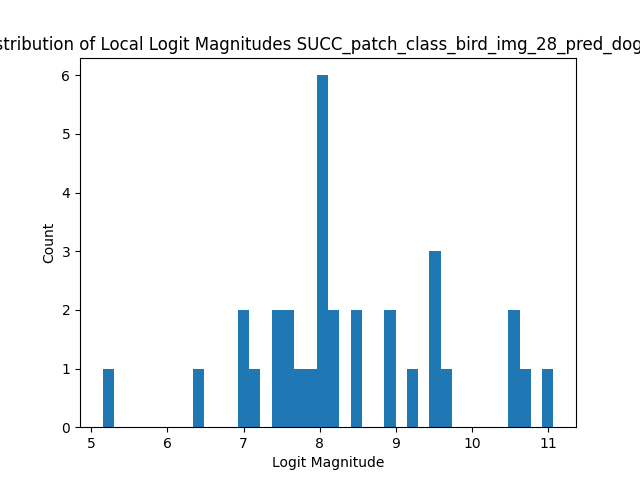 stribution of Local Logit Magnitudes SUCC_patch_class_bird_img_28_pred_dog
6
5
4
3
2
1
0
Count
5 6 7 8 9 10 11
Logit Magnitude